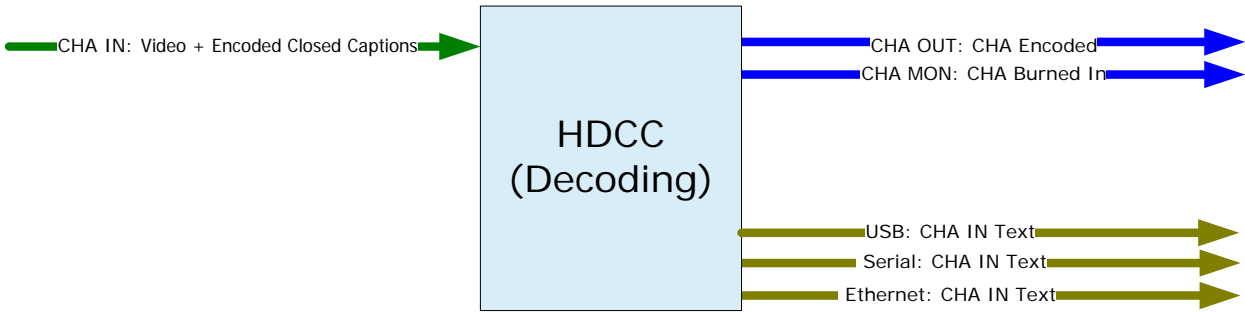 CHA IN: Video + Encoded Closed Captions
HDCC
(Decoding)
CHA OUT: CHA Encoded
CHA MON: CHA Burned In
USB: CHA IN Text
Serial: CHA IN Text
Ethernet: CHA IN Text